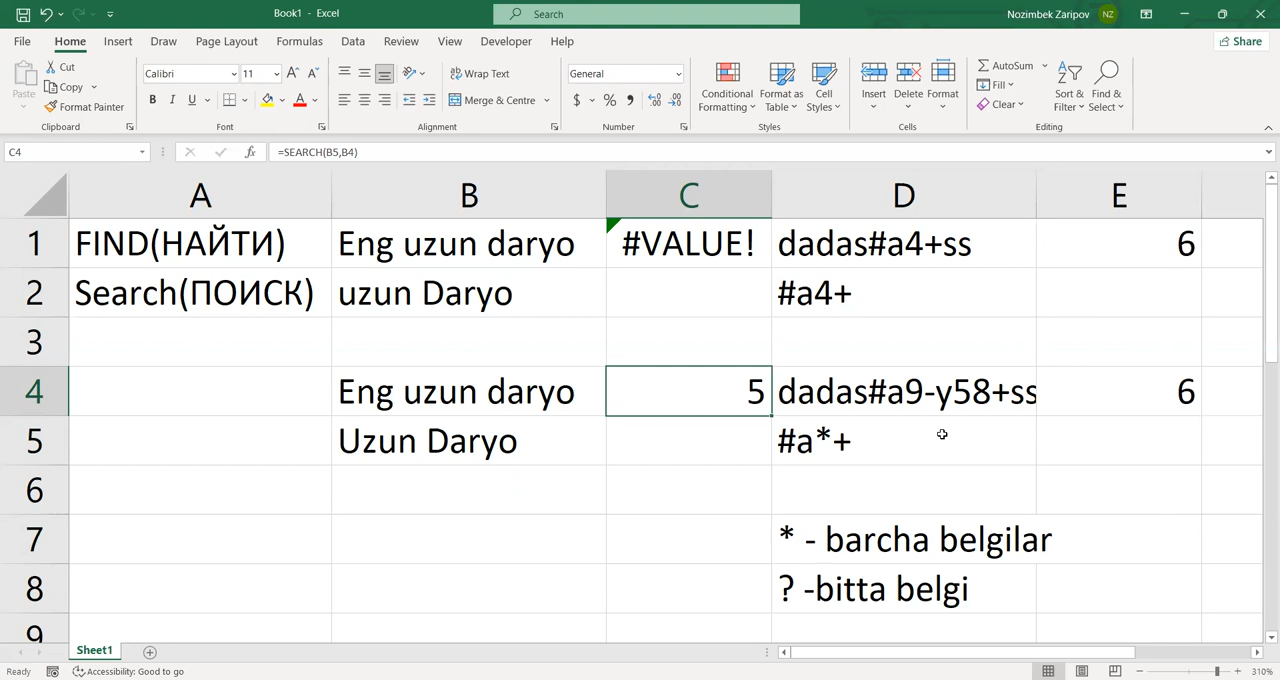 Book1 - Excel
Search
Nozimbek Zaripov
NZ
File Home Insert Draw Page Layout Formulas Data Review View Developer Help
Share
Paste
Cut
Copy
Format Painter
Clipboard
Calibri
11
B I U
Font
Wrap Text
Merge & Centre
Alignment
General
$ % ,
Number
Conditional Formatting
Format as Table
Cell Styles
Styles
Insert
Delete
Format
Cells
AutoSum
Fill
Clear
Sort & Filter
Find & Select
Editing
C4
fx
=SEARCH(B5,B4)
A B C D E
1 FIND(НАЙТИ) Eng uzun daryo #VALUE! dadas#a4+ss 6
2 Search(ПОИСК) uzun Daryo #a4+
3
4 Eng uzun daryo 5 dadas#a9-y58+ss 6
5 Uzun Daryo #a*+
6
7 * - barcha belgilar
8 ? -bitta belgi
9
Sheet1
Ready
Accessibility: Good to go
310%